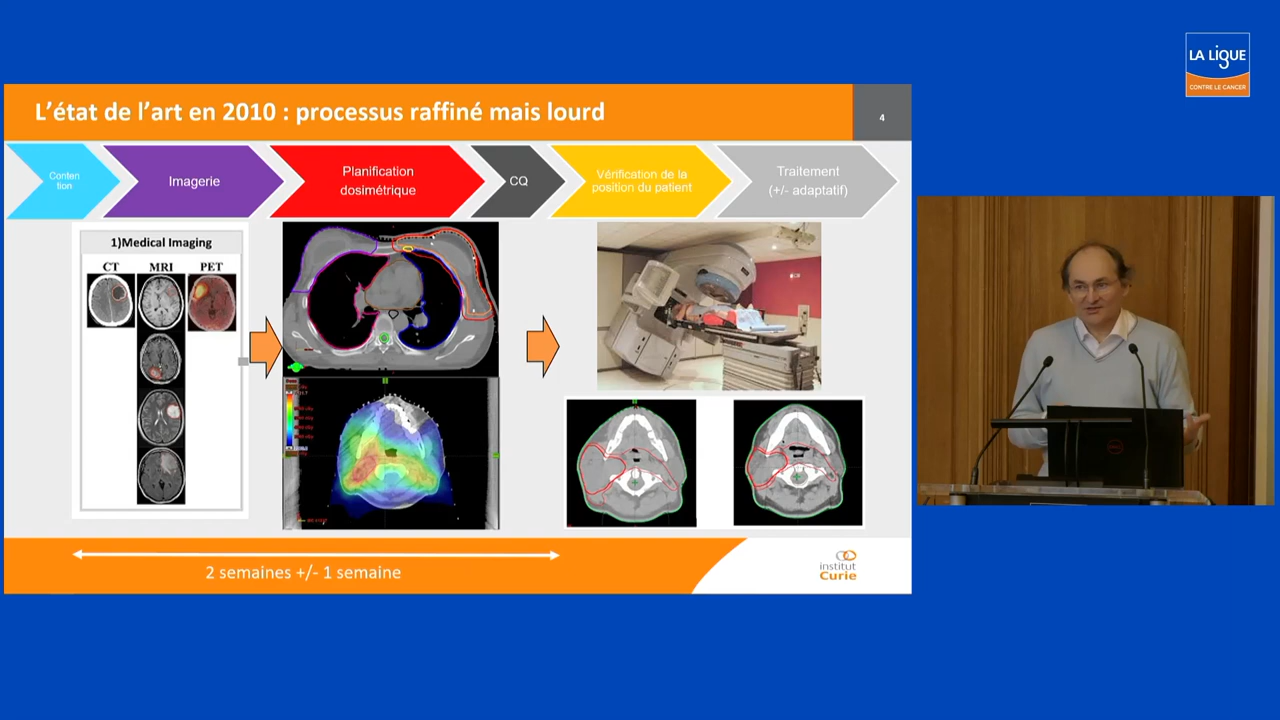 LA LIGUE
CONTRE LE CANCER
L'état de l'art en 2010 : processus raffiné mais lourd
4
Conten
tion
Imagerie
Planification
dosimétrique
CQ
Vérification de la
position du patient
Traitement
(+/- adaptatif)
1)Medical Imaging
CT MRI PET
2 semaines +/- 1 semaine
institut
Curie
DELL